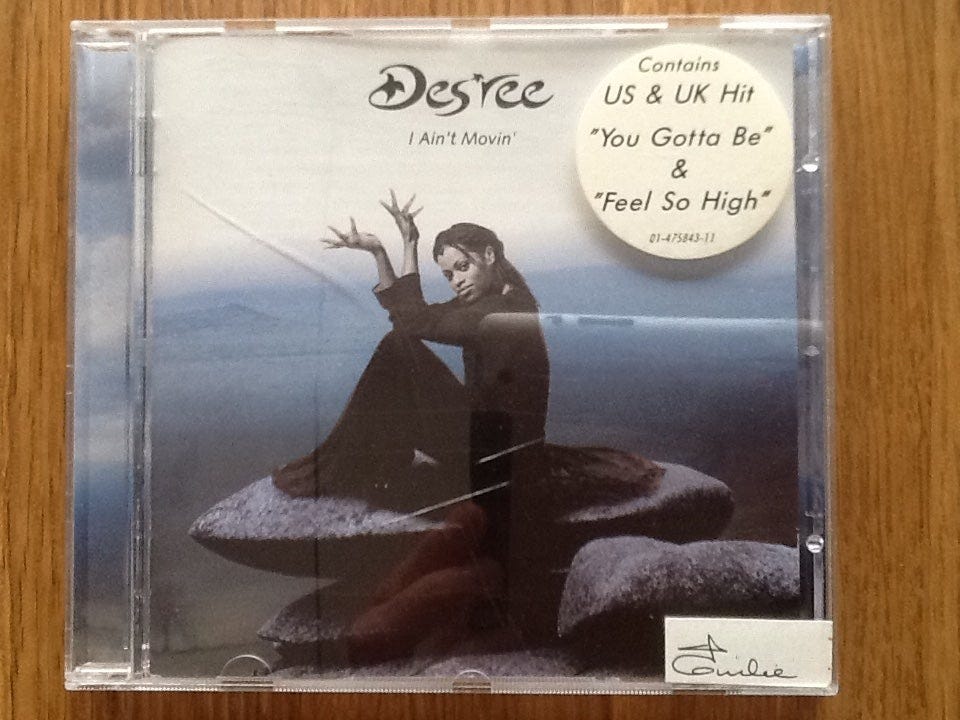 Des'ree
I Ain't Movin'
Contains
US & UK Hit
"You Gotta Be"
&
"Feel So High"
01-475843-11